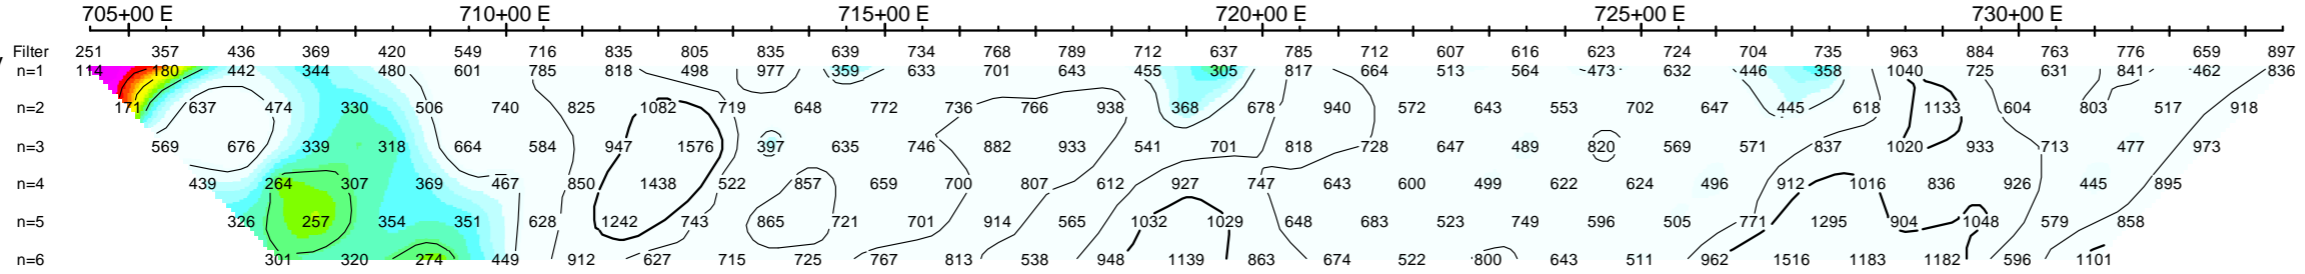 705+00 E 710+00 E 715+00 E 720+00 E 725+00 E 730+00 E
Filter 251 357 436 369 420 549 716 835 805 835 639 734 768 789 712 637 785 712 607 616 623 724 704 735 963 884 763 776 659 897
n=1 114 180 442 344 480 601 785 818 498 977 359 633 701 643 455 305 817 664 513 564 473 632 446 358 1040 725 631 841 462 836
n=2 171 637 474 330 506 740 825 1082 719 648 772 736 766 938 368 678 940 572 643 553 702 647 445 618 1133 604 803 517 918
n=3 569 676 339 318 664 584 947 1576 397 635 746 882 933 541 701 818 728 647 489 820 569 571 837 1020 933 713 477 973
n=4 439 264 307 369 467 850 1438 522 857 659 700 807 612 927 747 643 600 499 622 624 496 912 1016 836 926 445 895
n=5 326 257 354 351 628 1242 743 865 721 701 914 565 1032 1029 648 683 523 749 596 505 771 1295 904 1048 579 858
n=6 301 320 274 449 912 627 715 725 767 813 538 948 1139 863 674 522 800 643 511 962 1516 1183 1182 596 1101